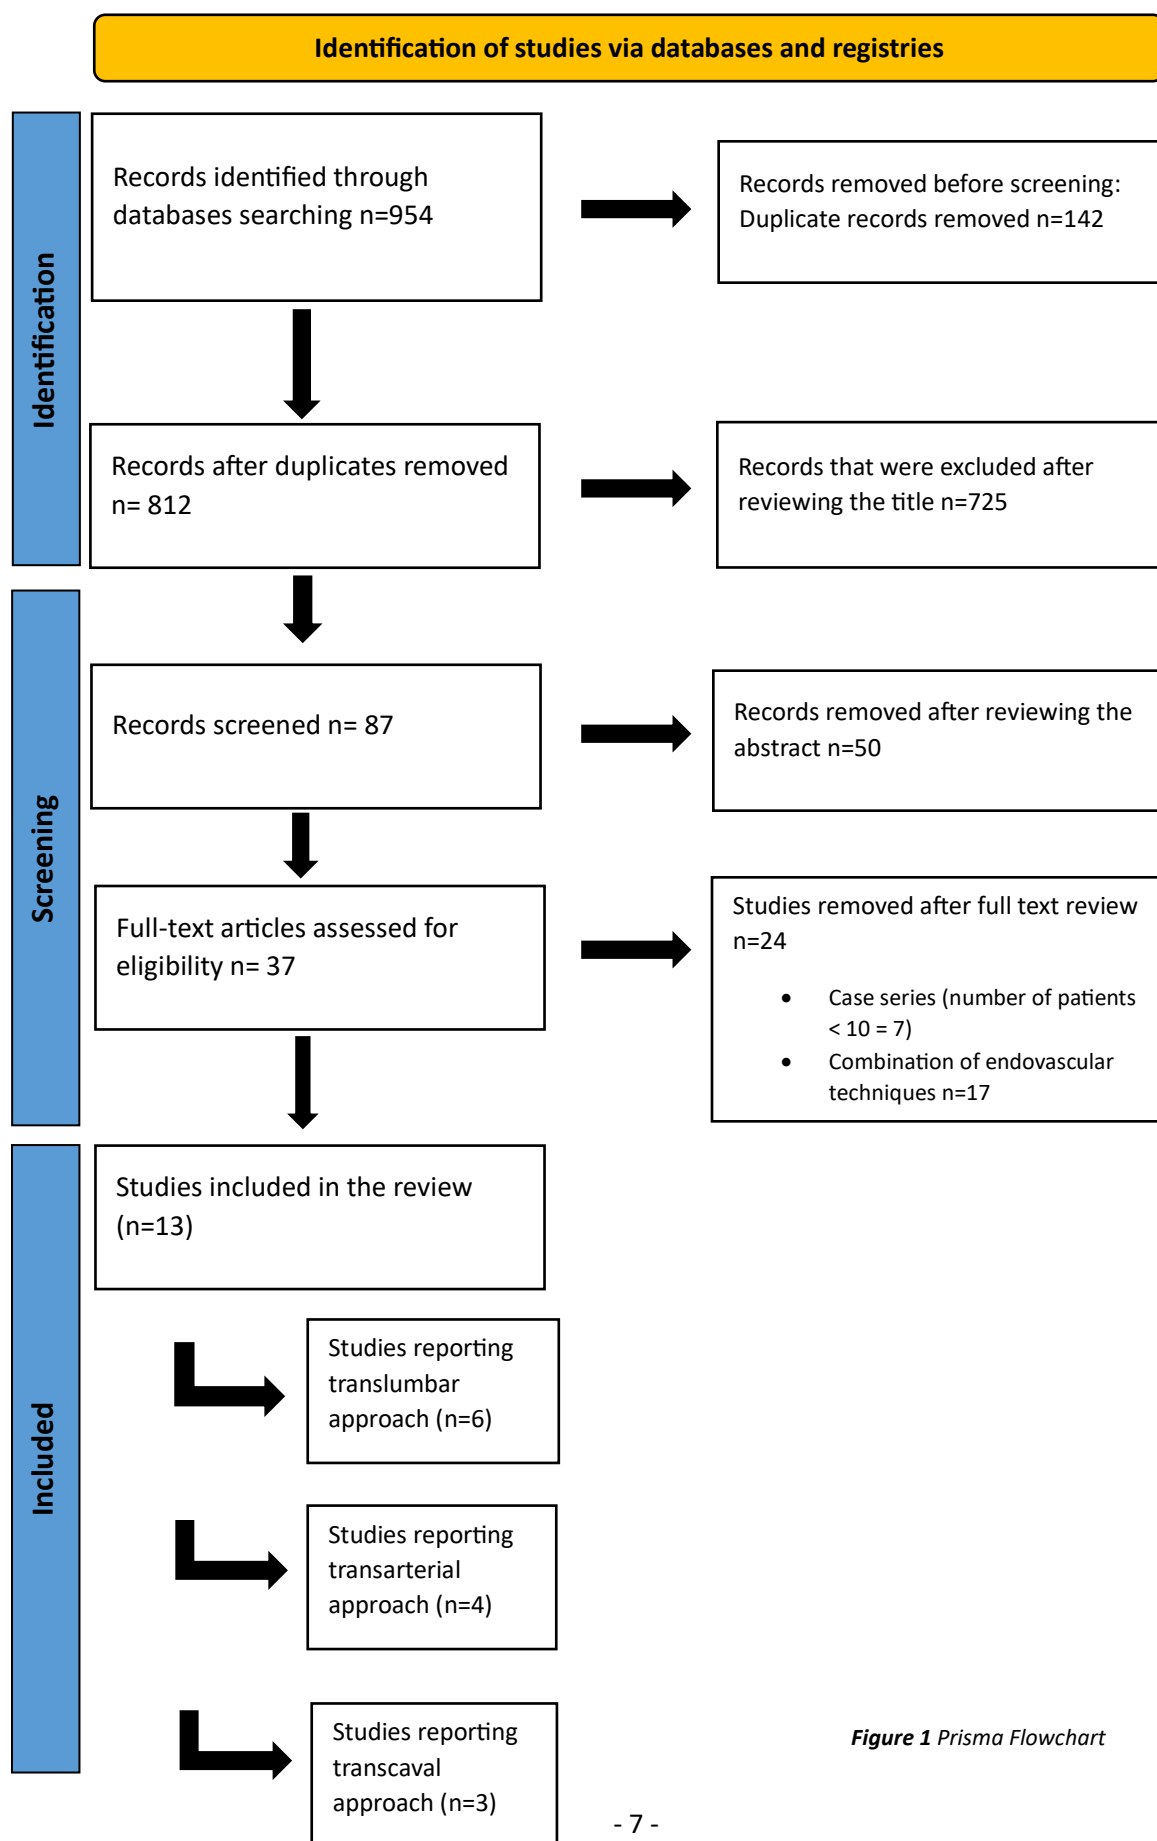 Identification of studies via databases and registries
Identification
Records identified through
databases searching n=954
Records removed before screening:
Duplicate records removed n=142
Records after duplicates removed
n= 812
Records that were excluded after
reviewing the title n=725
Screening
Records screened n= 87
Records removed after reviewing the
abstract n=50
Full-text articles assessed for
eligibility n= 37
Studies removed after full text review
n=24
• Case series (number of patients
< 10 = 7)
• Combination of endovascular
techniques n=17
Included
Studies included in the review
(n=13)
Studies reporting
translumbar
approach (n=6)
Studies reporting
transarterial
approach (n=4)
Studies reporting
transcaval
approach (n=3)
Figure 1 Prisma Flowchart
- 7 -